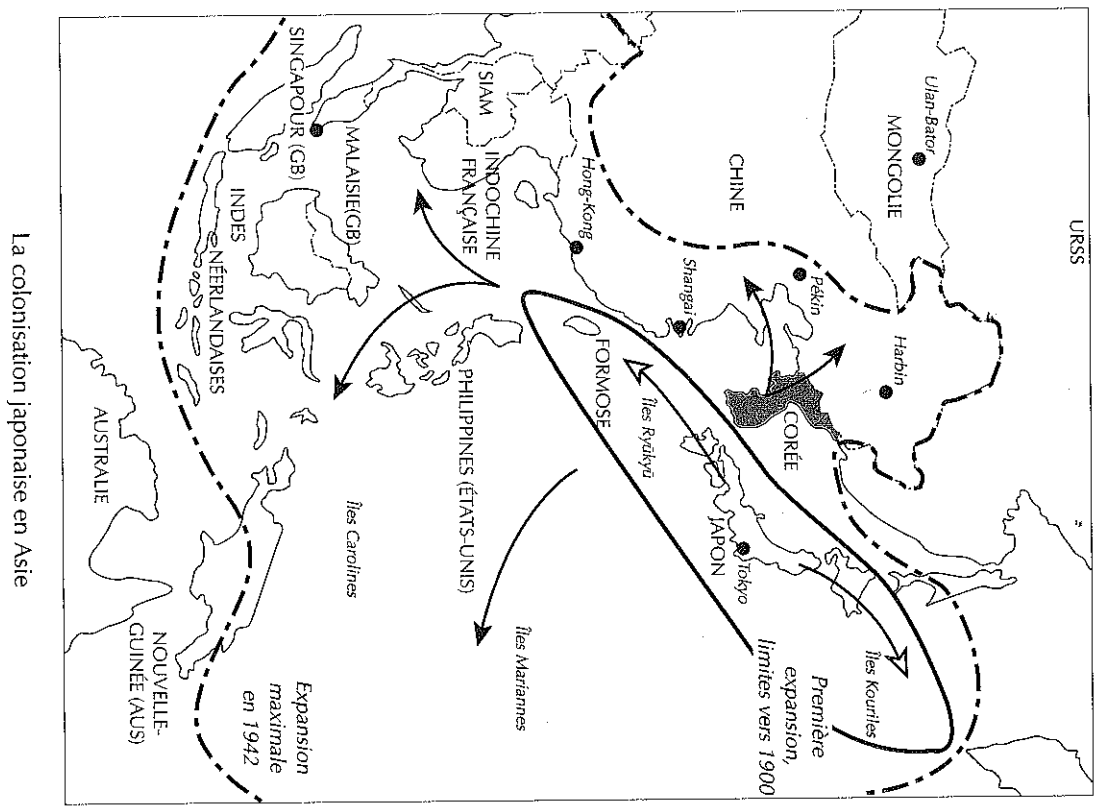 URSS
Ulan-Bator
MONGOLIE
CHINE
Pékin
Harbin
Shangai
Hong-Kong
CORÉE
JAPON
Tokyo
Îles Kouriles
Première
expansion,
limites vers 1900
Îles Ryūkyū
FORMOSE
SIAM
INDOCHINE
FRANÇAISE
PHILIPPINES (ÉTATS-UNIS)
Îles Mariannes
MALAISIE(GB)
SINGAPOUR (GB)
INDES
NÉERLANDAISES
Îles Carolines
Expansion
maximale
en 1942
AUSTRALIE
NOUVELLE-
GUINÉE (AUS)
La colonisation japonaise en Asie